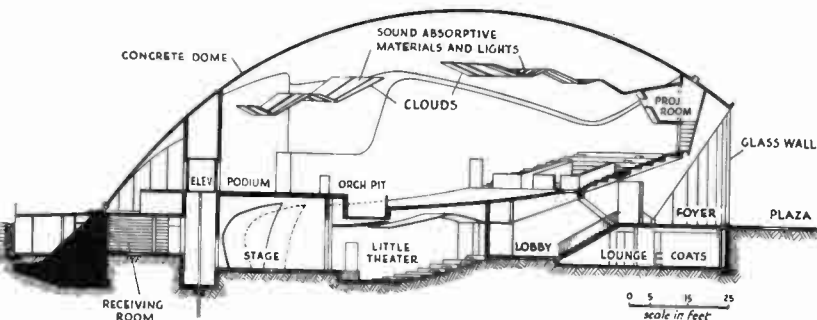 SOUND ABSORPTIVE
MATERIALS AND LIGHTS
CONCRETE DOME
CLOUDS
PROJ
ROOM
GLASS WALL
ELEV
PODIUM
ORCH PIT
FOYER
PLAZA
STAGE
LITTLE
THEATER
LOBBY
LOUNGE
COATS
RECEIVING
ROOM
0 5 15 25
scale in feet